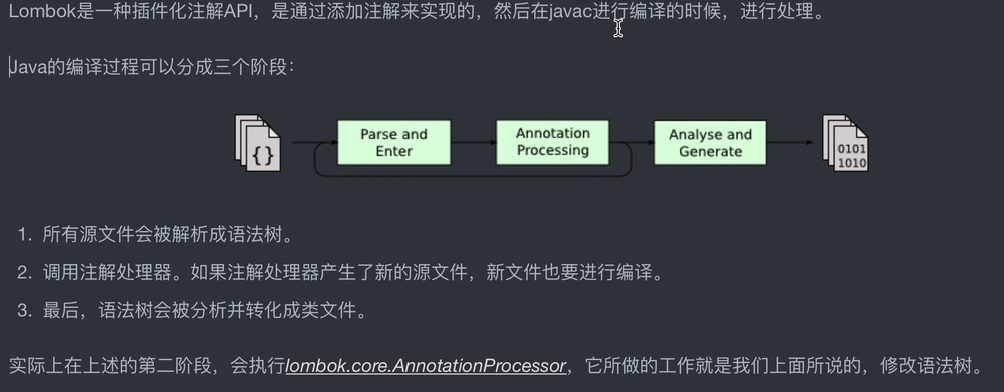 Lombok是一种插件化注解API，是通过添加注解来实现的，然后在javac进行编译的时候，进行处理。
Java的编译过程可以分成三个阶段：
{}
Parse and
Enter
Annotation
Processing
Analyse and
Generate
0101
1010
1. 所有源文件会被解析成语法树。
2. 调用注解处理器。如果注解处理器产生了新的源文件，新文件也要进行编译。
3. 最后，语法树会被分析并转化成类文件。
实际上在上述的第二阶段，会执行lombok.core.AnnotationProcessor，它所做的工作就是我们上面所说的，修改语法树。